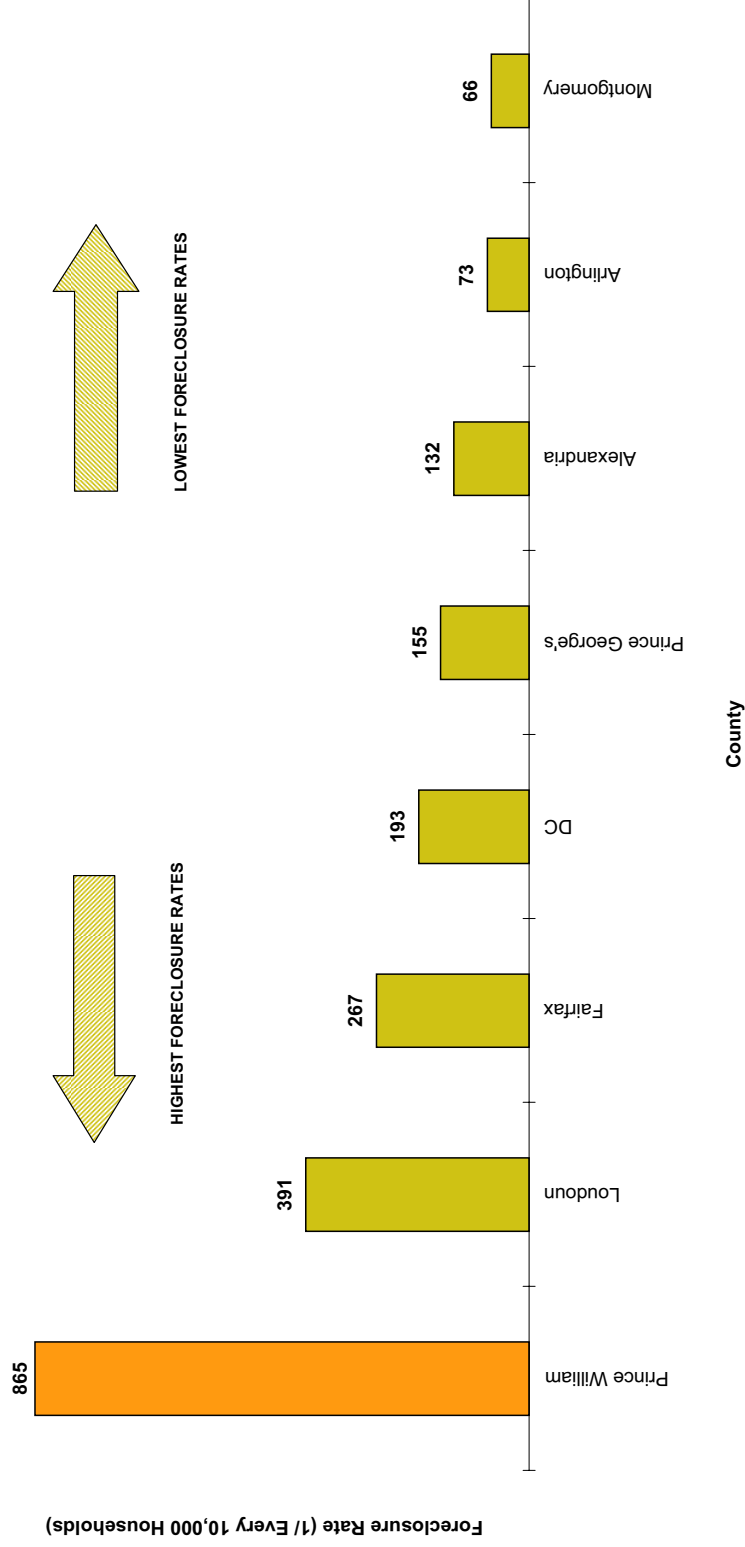 Foreclosure Rate (1/ Every 10,000 Households)
HIGHEST FORECLOSURE RATES
LOWEST FORECLOSURE RATES
865
391
267
193
155
132
73
66
Prince William
Loudoun
Fairfax
DC
Prince George's
Alexandria
Arlington
Montgomery
County